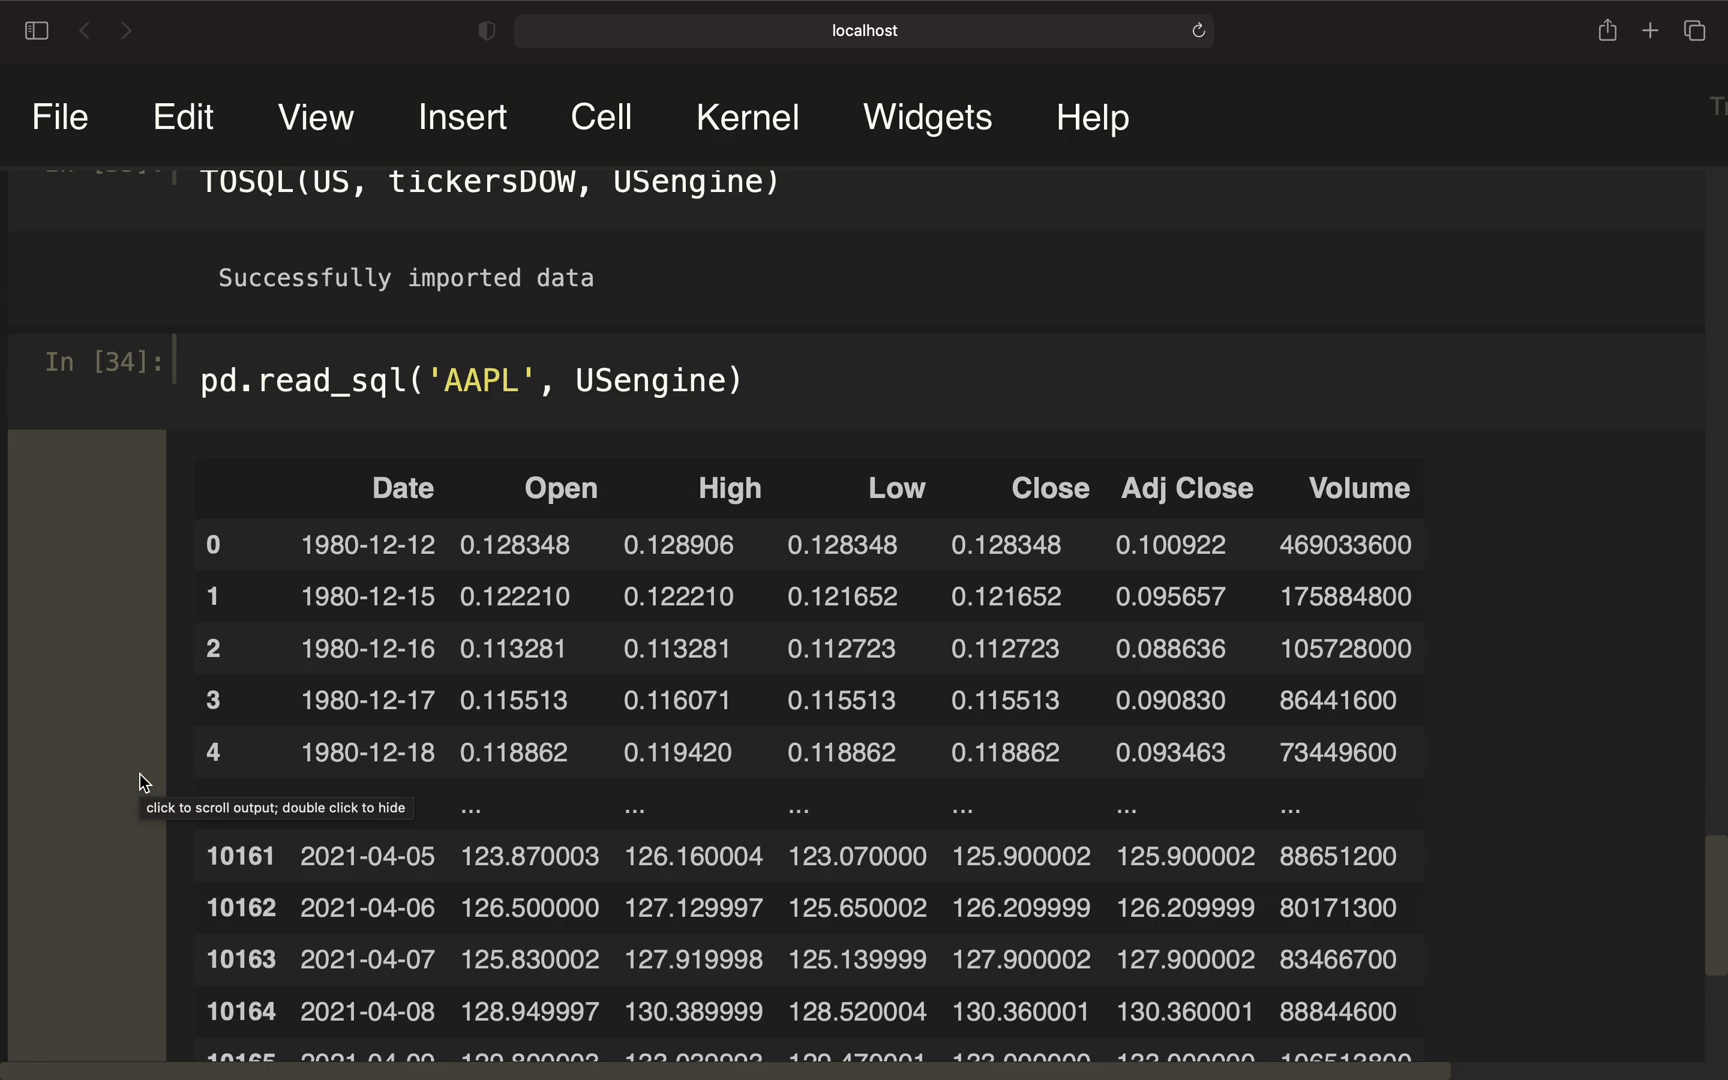 localhost
File Edit View Insert Cell Kernel Widgets Help
TOSQL(US, tickersDOW, USengine)
Successfully imported data
In [34]: pd.read_sql('AAPL', USengine)
Date Open High Low Close Adj Close Volume
0 1980-12-12 0.128348 0.128906 0.128348 0.128348 0.100922 469033600
1 1980-12-15 0.122210 0.122210 0.121652 0.121652 0.095657 175884800
2 1980-12-16 0.113281 0.113281 0.112723 0.112723 0.088636 105728000
3 1980-12-17 0.115513 0.116071 0.115513 0.115513 0.090830 86441600
4 1980-12-18 0.118862 0.119420 0.118862 0.118862 0.093463 73449600
... ... ... ... ... ...
click to scroll output; double click to hide
10161 2021-04-05 123.870003 126.160004 123.070000 125.900002 125.900002 88651200
10162 2021-04-06 126.500000 127.129997 125.650002 126.209999 126.209999 80171300
10163 2021-04-07 125.830002 127.919998 125.139999 127.900002 127.900002 83466700
10164 2021-04-08 128.949997 130.389999 128.520004 130.360001 130.360001 88844600